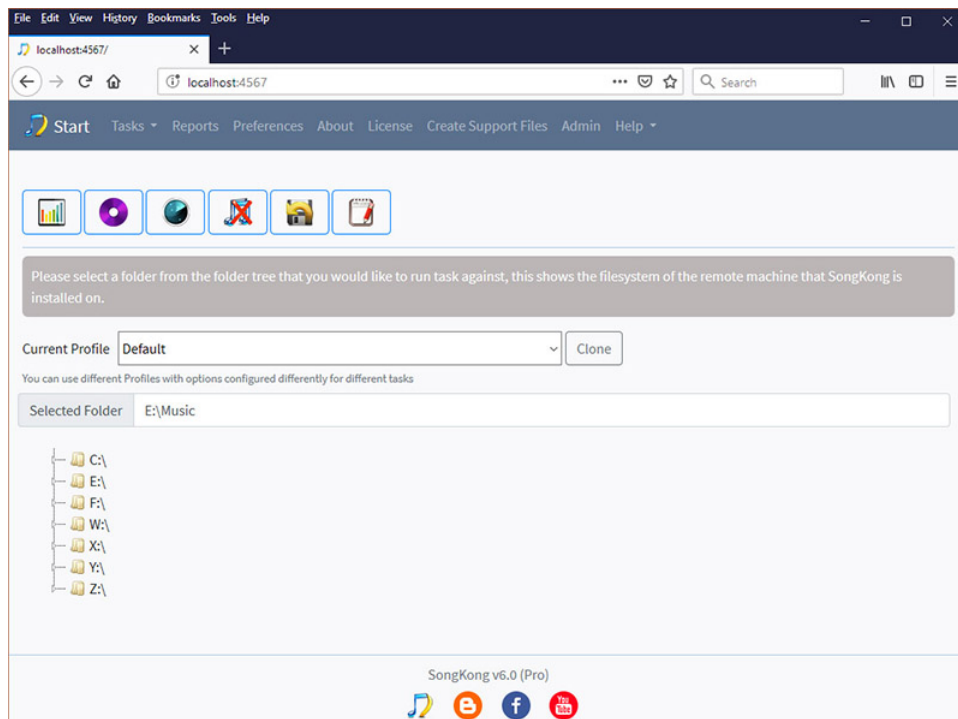 File Edit View History Bookmarks Tools Help
localhost:4567/
localhost:4567
Search
Start Tasks Reports Preferences About License Create Support Files Admin Help
Please select a folder from the folder tree that you would like to run task against, this shows the filesystem of the remote machine that SongKong is
installed on.
Current Profile Default Clone
You can use different Profiles with options configured differently for different tasks
Selected Folder E:\Music
C:\
E:\
F:\
W:\
X:\
Y:\
Z:\
SongKong v6.0 (Pro)
You Tube